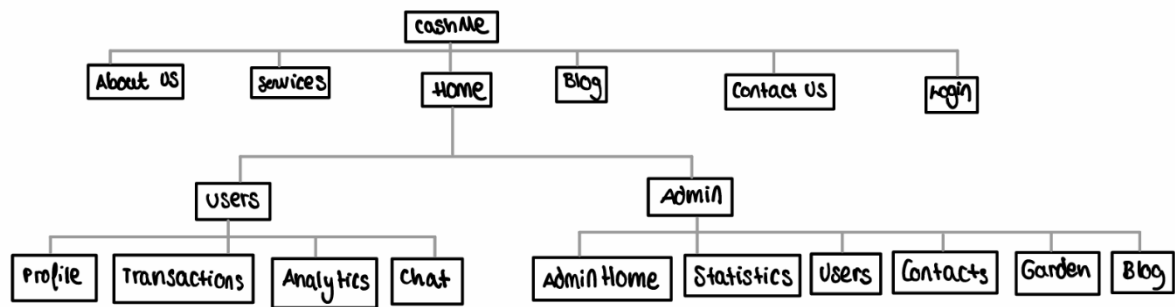 cashMe
About us
Services
Home
Blog
Contact us
Login
Users
Admin
Profile
Transactions
Analytics
Chat
Admin Home
Statistics
Users
Contacts
Garden
Blog